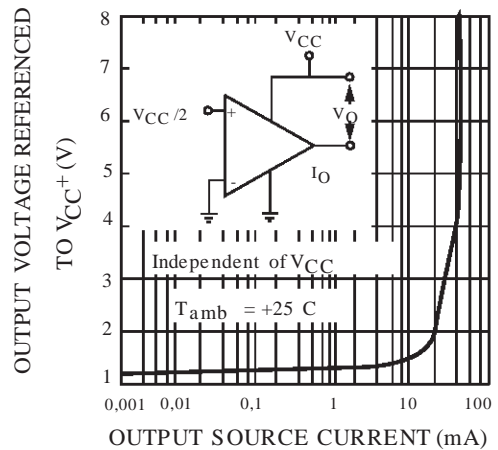 OUTPUT VOLTAGE REFERENCED
TO VCC+ (V)
8
7
6
5
4
3
2
1
VCC
VCC /2
+
-
VO
IO
Independent of VCC
Tamb = +25 C
0,001 0,01 0,1 1 10 100
OUTPUT SOURCE CURRENT (mA)